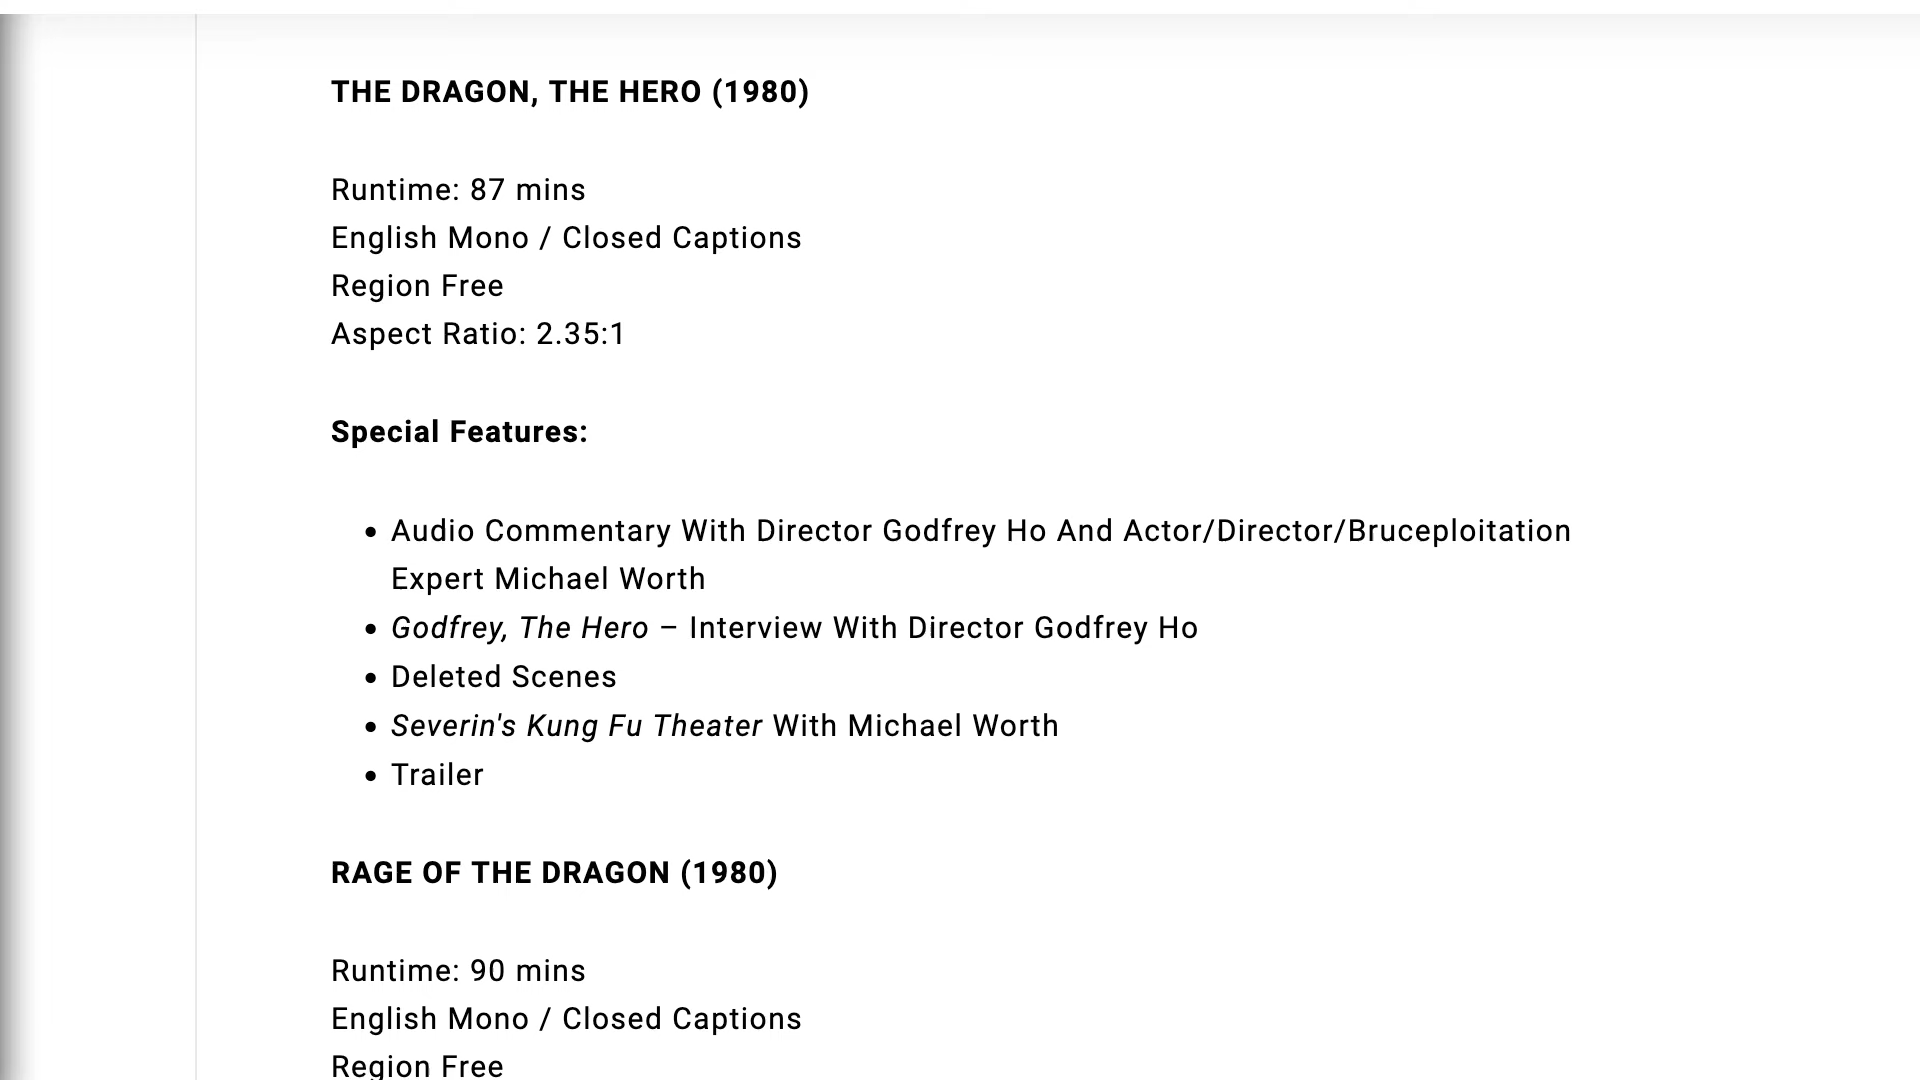 THE DRAGON, THE HERO (1980)
Runtime: 87 mins
English Mono / Closed Captions
Region Free
Aspect Ratio: 2.35:1
Special Features:
• Audio Commentary With Director Godfrey Ho And Actor/Director/Bruceploitation
Expert Michael Worth
• Godfrey, The Hero – Interview With Director Godfrey Ho
• Deleted Scenes
• Severin's Kung Fu Theater With Michael Worth
• Trailer
RAGE OF THE DRAGON (1980)
Runtime: 90 mins
English Mono / Closed Captions
Region Free